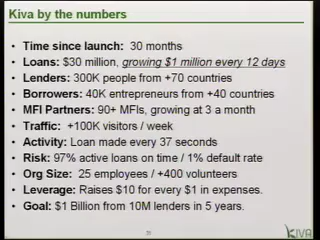 Kiva by the numbers
• Time since launch: 30 months
• Loans: $30 million, growing $1 million every 12 days
• Lenders: 300K people from +70 countries
• Borrowers: 40K entrepreneurs from +40 countries
• MFI Partners: 90+ MFIs, growing at 3 a month
• Traffic: +100K visitors / week
• Activity: Loan made every 37 seconds
• Risk: 97% active loans on time / 1% default rate
• Org Size: 25 employees / +400 volunteers
• Leverage: Raises $10 for every $1 in expenses.
• Goal: $1 Billion from 10M lenders in 5 years.
KIVA